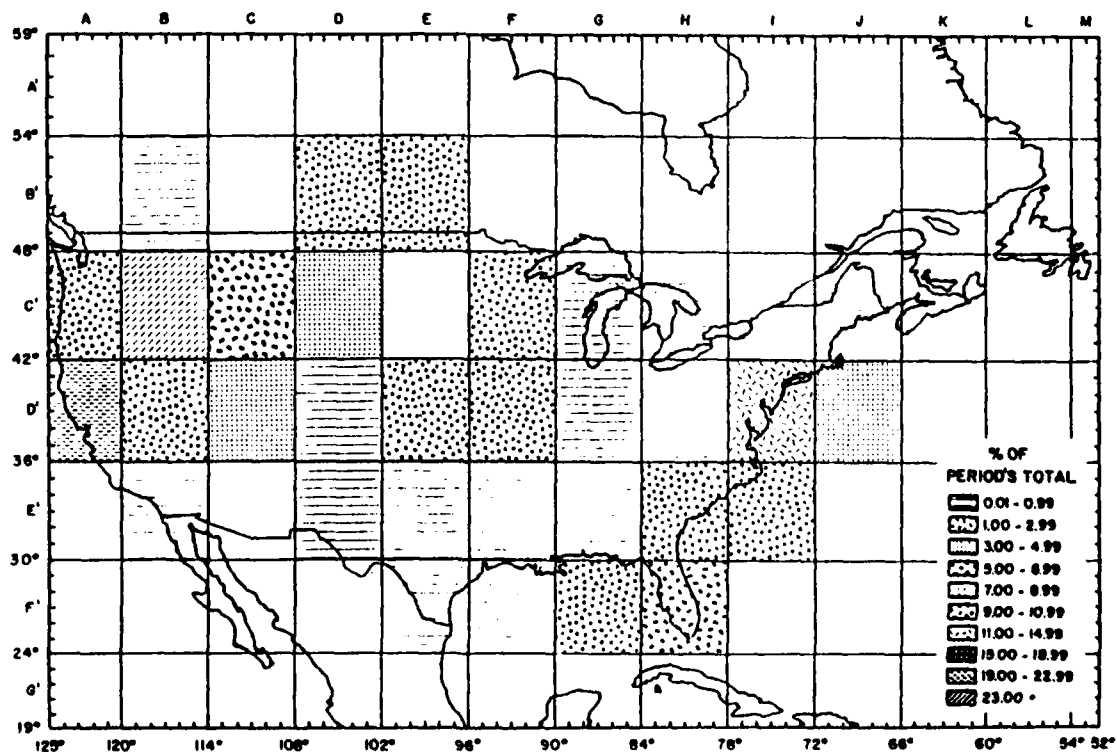 A B C D E F G H I J K L M
59°
A'
54°
B'
48°
C'
42°
D'
36°
E'
30°
F'
24°
G'
19°
125° 120° 114° 108° 102° 96° 90° 84° 78° 72° 66° 60° 54° 52°
% OF
PERIOD'S TOTAL
0.01 - 0.99
1.00 - 2.99
3.00 - 4.99
5.00 - 6.99
7.00 - 8.99
9.00 - 10.99
11.00 - 14.99
15.00 - 18.99
19.00 - 22.99
23.00 +